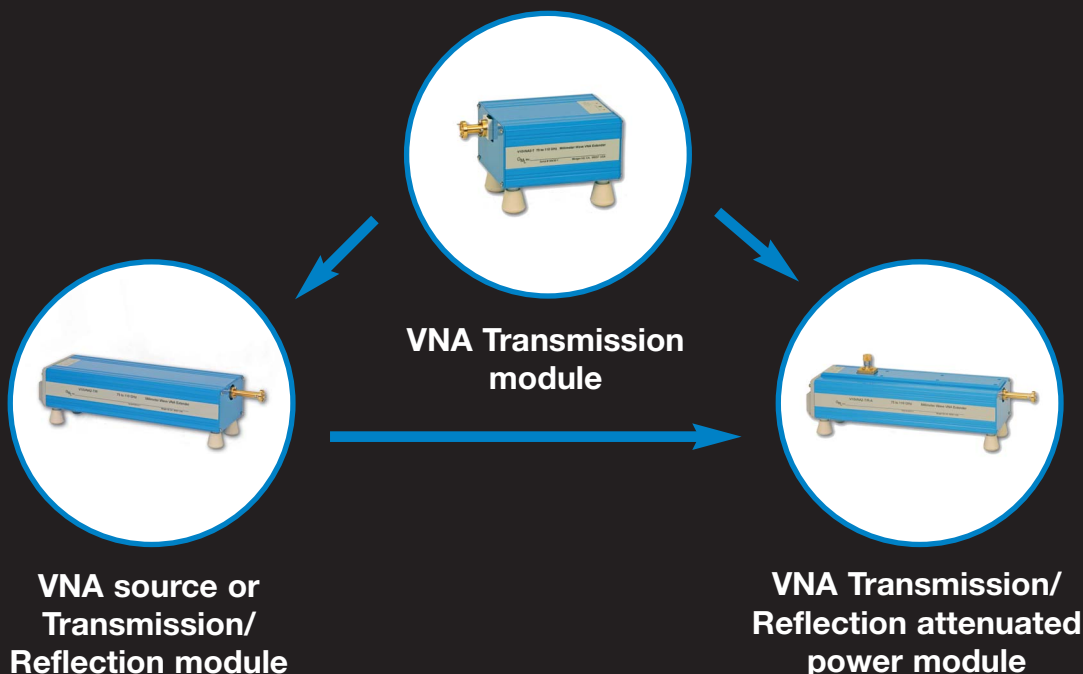 VNA Transmission
module
VNA source or
Transmission/
Reflection module
VNA Transmission/
Reflection attenuated
power module